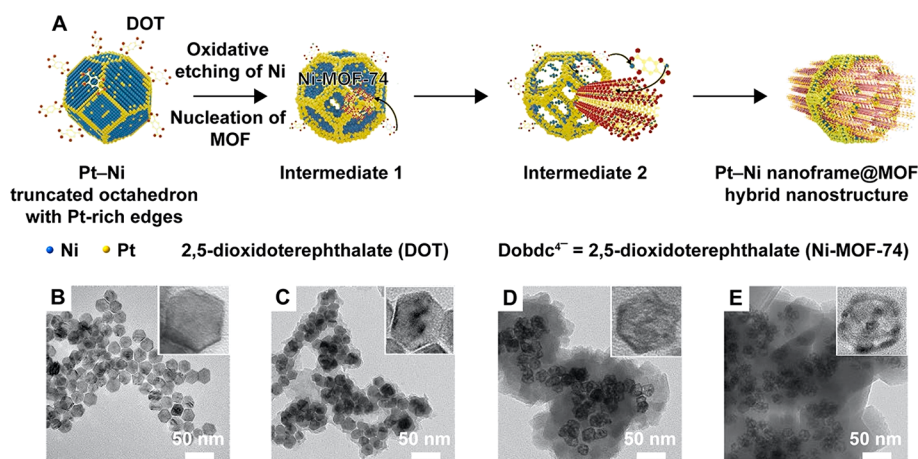 A
DOT
Oxidative
etching of Ni
Nucleation of
MOF
Ni-MOF-74
Pt–Ni
truncated octahedron
with Pt-rich edges
Intermediate 1
Intermediate 2
Pt–Ni nanoframe@MOF
hybrid nanostructure
Ni
Pt
2,5-dioxidoterephthalate (DOT)
Dobdc⁴⁻ = 2,5-dioxidoterephthalate (Ni-MOF-74)
B
50 nm
C
50 nm
D
50 nm
E
50 nm